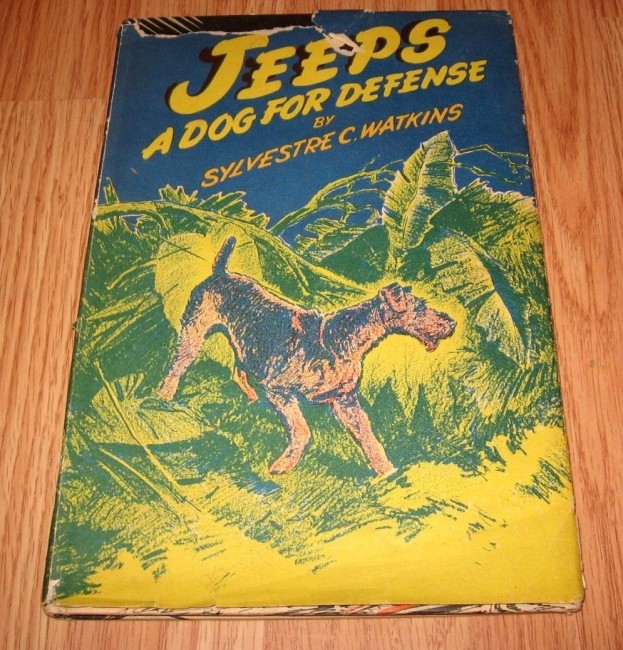 JEEPS
A DOG FOR DEFENSE
BY
SYLVESTRE C. WATKINS